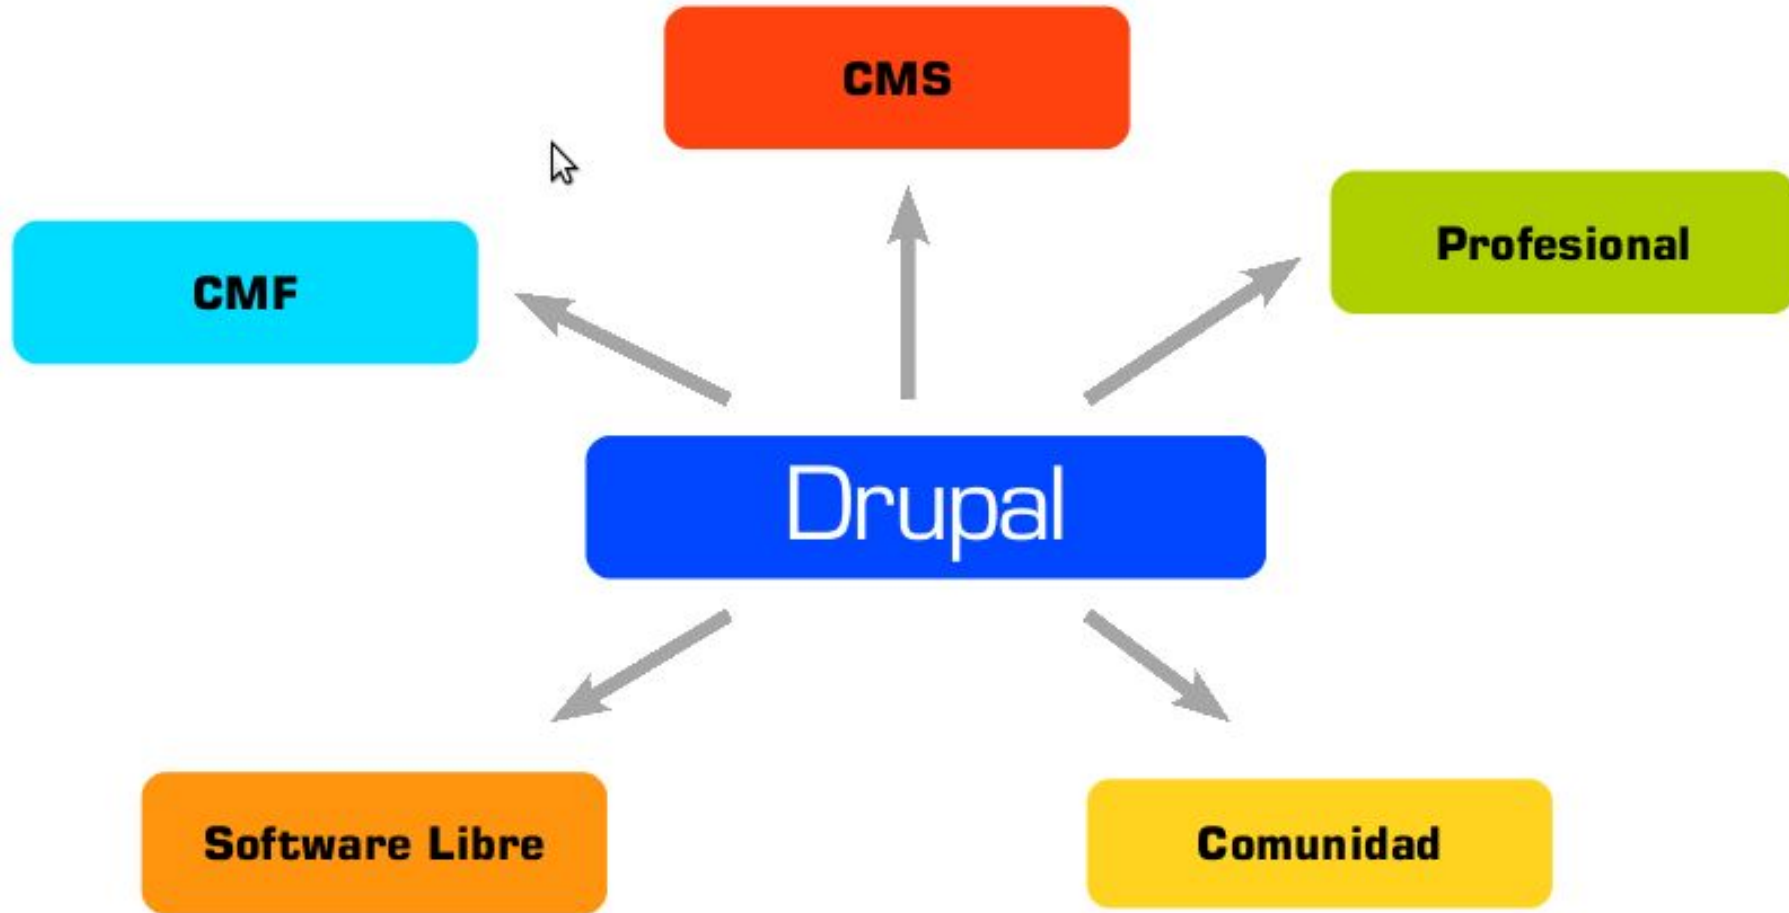 CMS
Profesional
CMF
Drupal
Software Libre
Comunidad